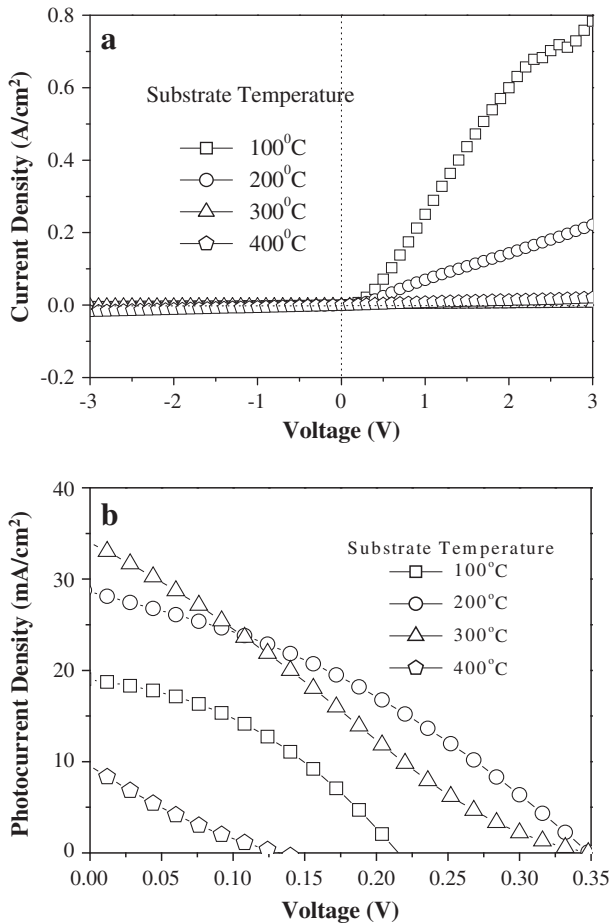 a
Substrate Temperature
100⁰C
200⁰C
300⁰C
400⁰C
Current Density (A/cm²)
0.8
0.6
0.4
0.2
0.0
-0.2
-3 -2 -1 0 1 2 3
Voltage (V)
b
Substrate Temperature
100°C
200°C
300°C
400°C
Photocurrent Density (mA/cm²)
40
30
20
10
0
0.00 0.05 0.10 0.15 0.20 0.25 0.30 0.35
Voltage (V)